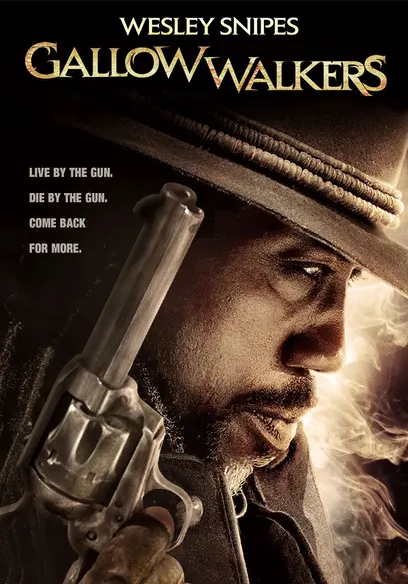 WESLEY SNIPES
GALLOWWALKERS
LIVE BY THE GUN.
DIE BY THE GUN.
COME BACK
FOR MORE.